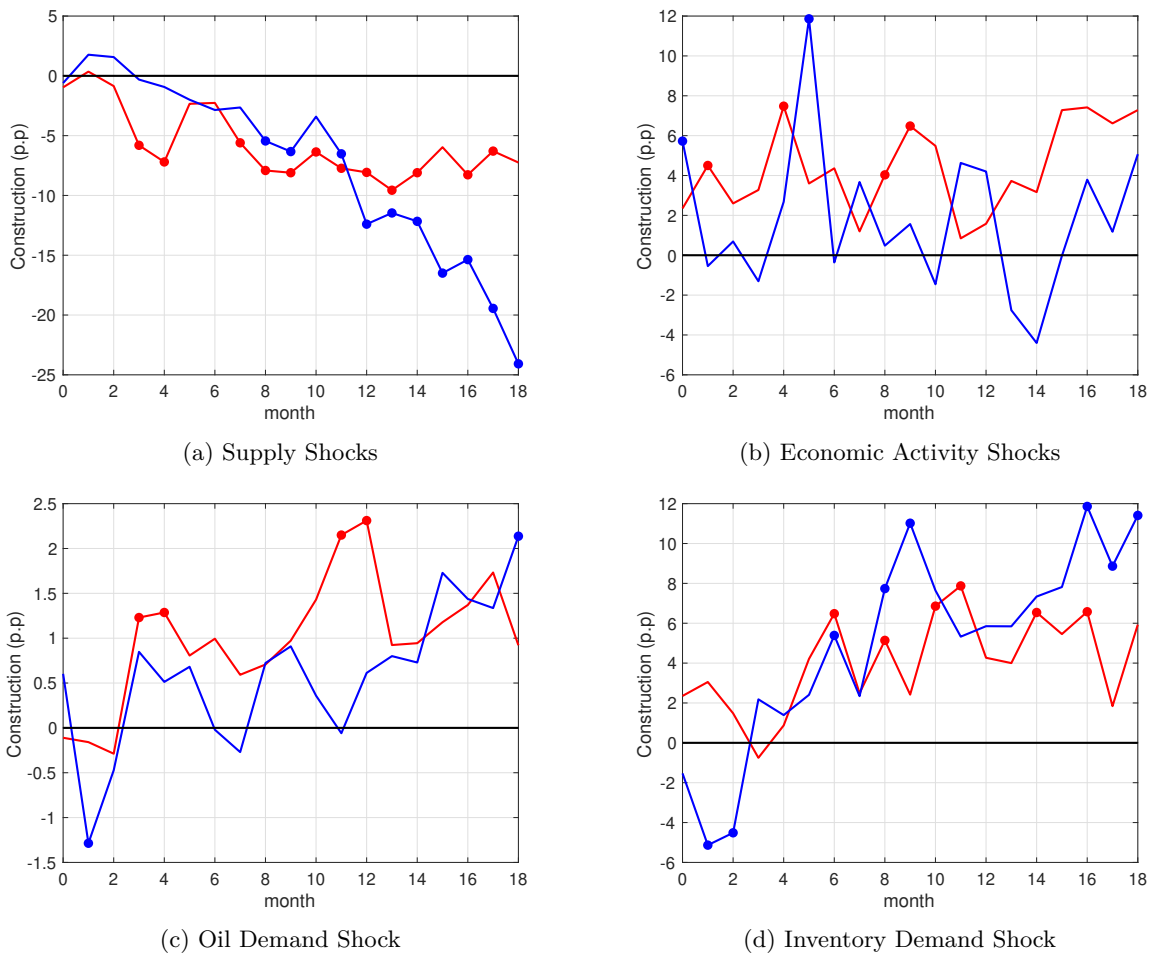 5
0
-5
-10
-15
-20
-25
Construction (p.p)
0 2 4 6 8 10 12 14 16 18
month
(a) Supply Shocks
12
10
8
6
4
2
0
-2
-4
-6
Construction (p.p)
0 2 4 6 8 10 12 14 16 18
month
(b) Economic Activity Shocks
2.5
2
1.5
1
0.5
0
-0.5
-1
-1.5
Construction (p.p)
0 2 4 6 8 10 12 14 16 18
month
(c) Oil Demand Shock
12
10
8
6
4
2
0
-2
-4
-6
Construction (p.p)
0 2 4 6 8 10 12 14 16 18
month
(d) Inventory Demand Shock